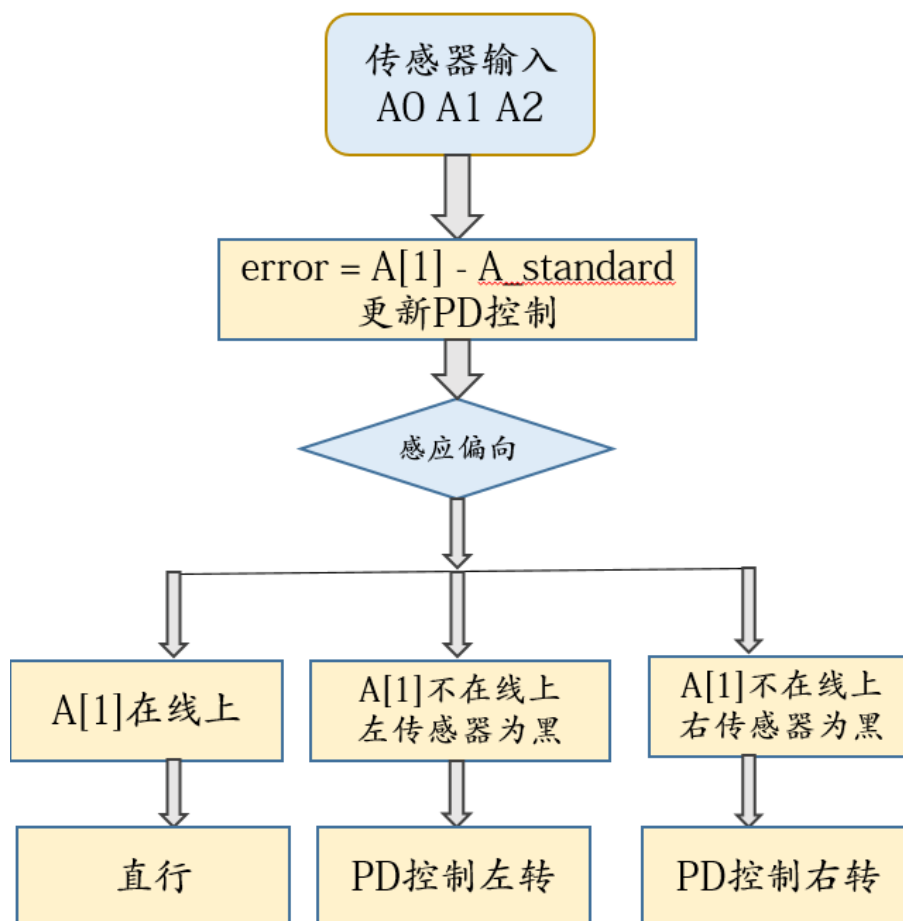 传感器输入
A0 A1 A2
error = A[1] - A_standard
更新PD控制
感应偏向
A[1]在线上
A[1]不在线上
左传感器为黑
A[1]不在线上
右传感器为黑
直行
PD控制左转
PD控制右转